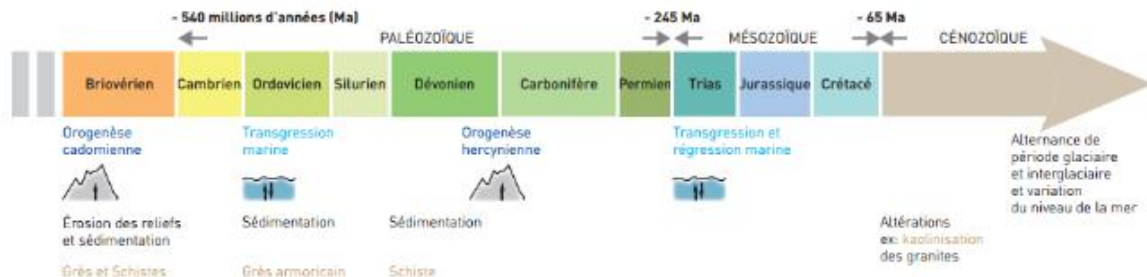 - 540 millions d'années (Ma)
- 245 Ma
- 65 Ma
PALÉOZOÏQUE
MÉSOZOÏQUE
CÉNOZOÏQUE
Briovérien
Cambrien
Ordovicien
Silurien
Dévonien
Carbonifère
Permien
Trias
Jurassique
Crétacé
Orogenèse
cadomienne
Transgression
marine
Orogenèse
hercynienne
Transgression et
régression marine
Alternance de
période glaciaire
et interglaciaire
et variation
du niveau de la mer
Érosion des reliefs
et sédimentation
Sédimentation
Sédimentation
Altérations
ex: kaolinisation
des granites
Grès et Schistes
Grès armoricain
Schiste